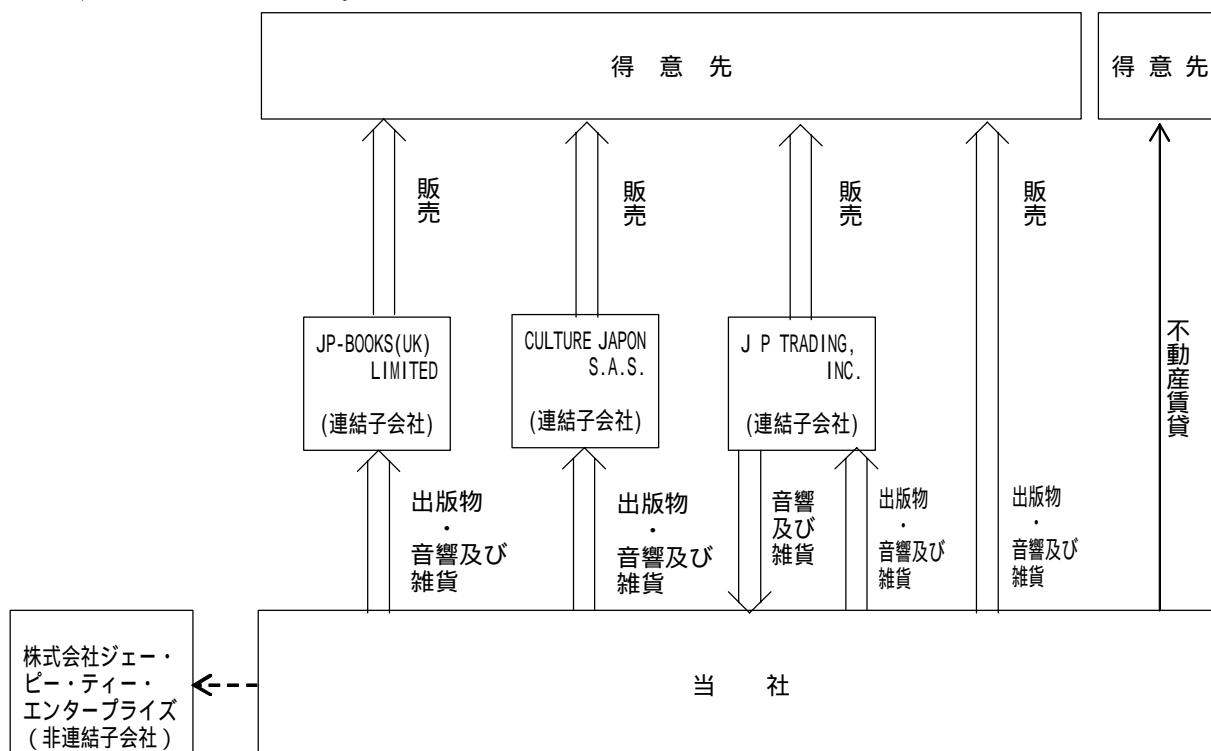 得意先
得意先
販売
販売
販売
販売
不動産賃貸
JP-BOOKS(UK)
LIMITED
(連結子会社)
CULTURE JAPON
S.A.S.
(連結子会社)
J P TRADING,
INC.
(連結子会社)
出版物
・
音響及び
雑貨
出版物
・
音響及び
雑貨
音響
及び
雑貨
出版物
・
音響及び
雑貨
出版物
・
音響及び
雑貨
株式会社ジェー・
ピー・ティー・
エンタープライズ
(非連結子会社)
当社